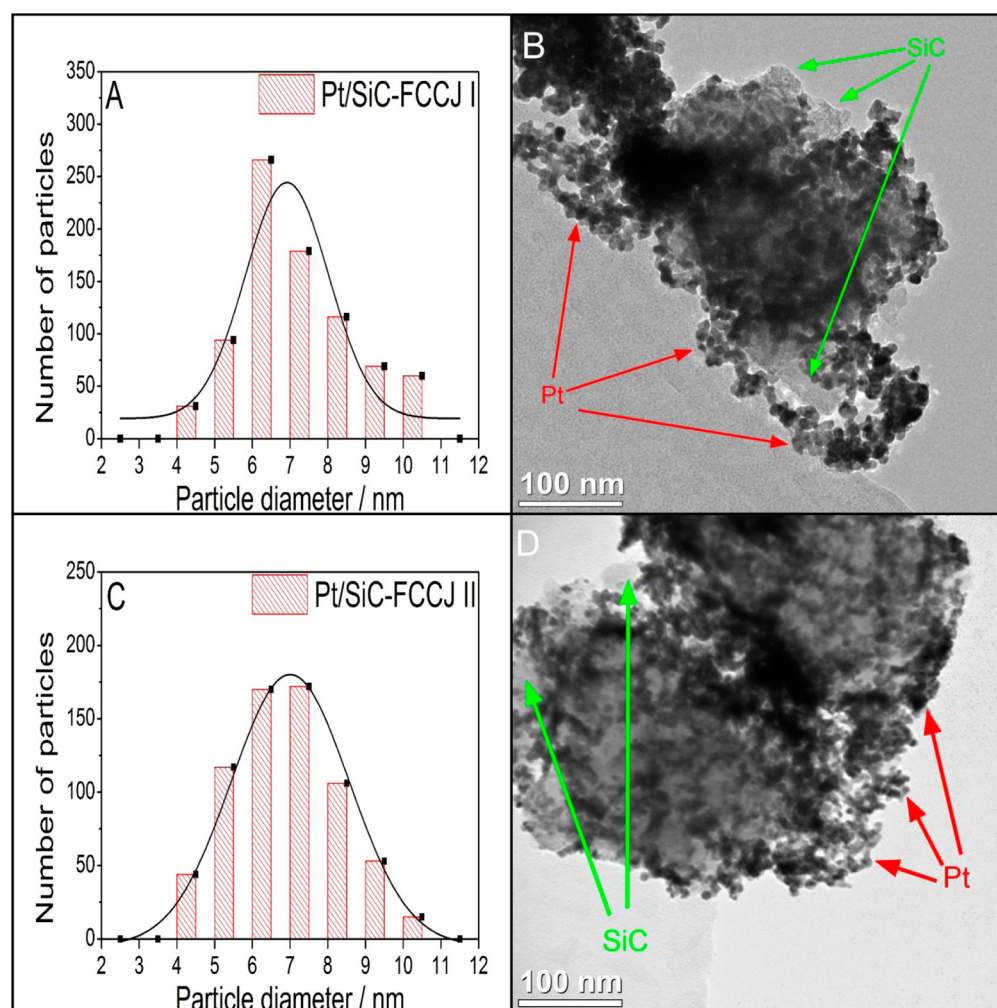 A
Pt/SiC-FCCJ I
Number of particles
350
300
250
200
150
100
50
0
2 3 4 5 6 7 8 9 10 11 12
Particle diameter / nm
B
SiC
Pt
100 nm
C
Pt/SiC-FCCJ II
Number of particles
250
200
150
100
50
0
2 3 4 5 6 7 8 9 10 11 12
Particle diameter / nm
D
Pt
SiC
100 nm